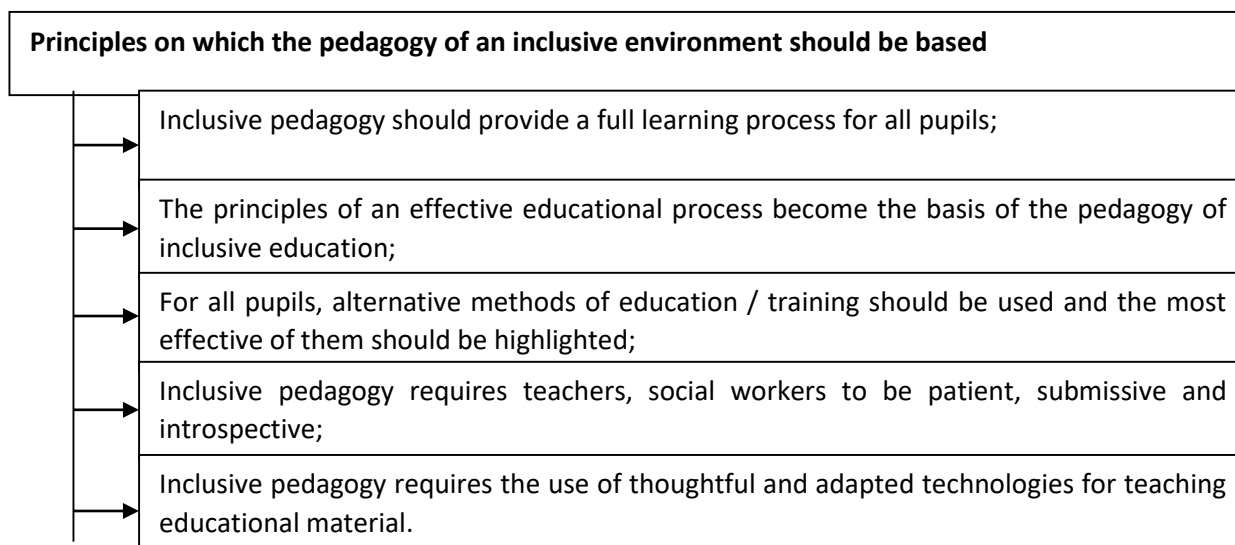 Principles on which the pedagogy of an inclusive environment should be based
Inclusive pedagogy should provide a full learning process for all pupils;
The principles of an effective educational process become the basis of the pedagogy of
inclusive education;
For all pupils, alternative methods of education / training should be used and the most
effective of them should be highlighted;
Inclusive pedagogy requires teachers, social workers to be patient, submissive and
introspective;
Inclusive pedagogy requires the use of thoughtful and adapted technologies for teaching
educational material.